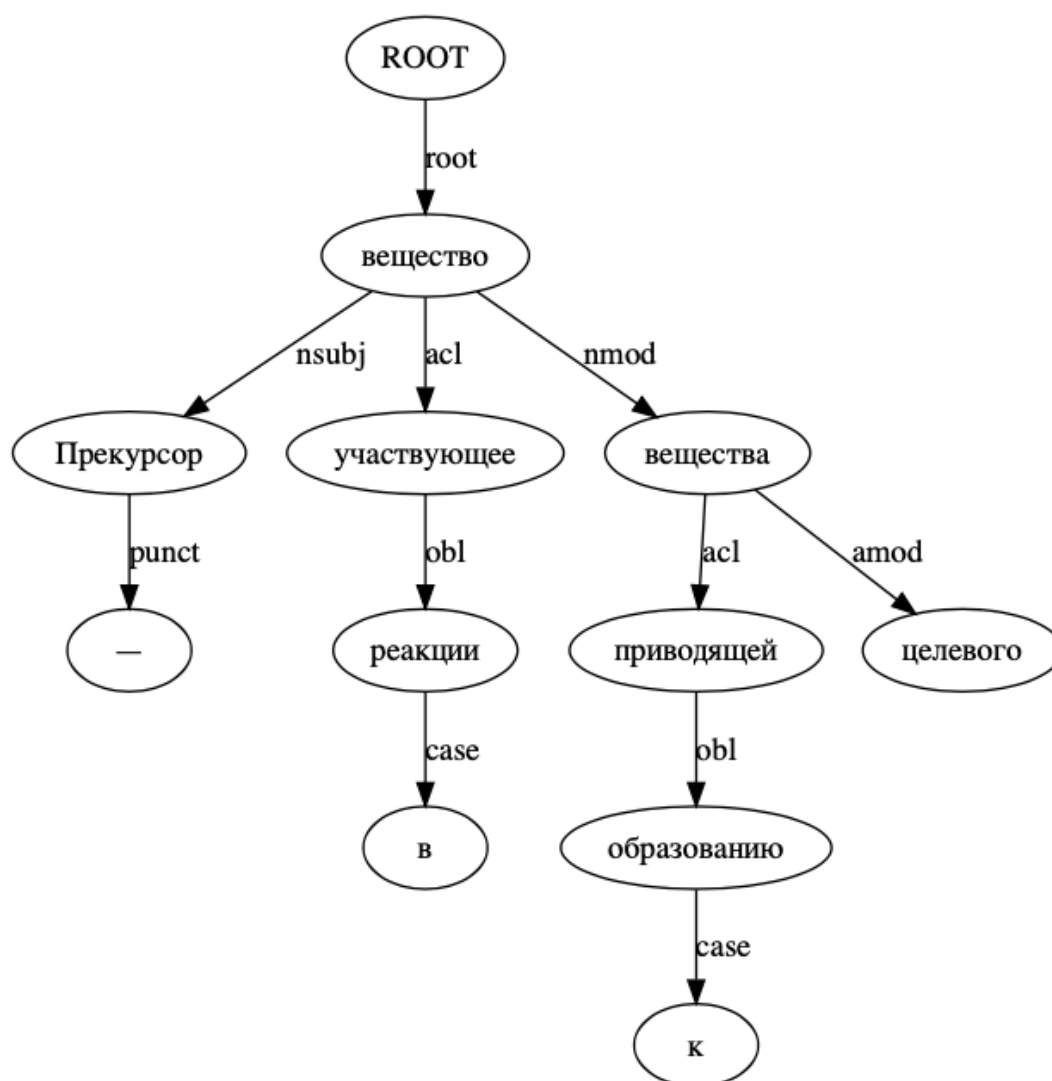 ROOT
root
вещество
nsubj
acl
nmod
Прекурсор
участвующее
вещества
punct
obl
acl
amod
—
реакции
приводящей
целевого
case
obl
в
образованию
case
к